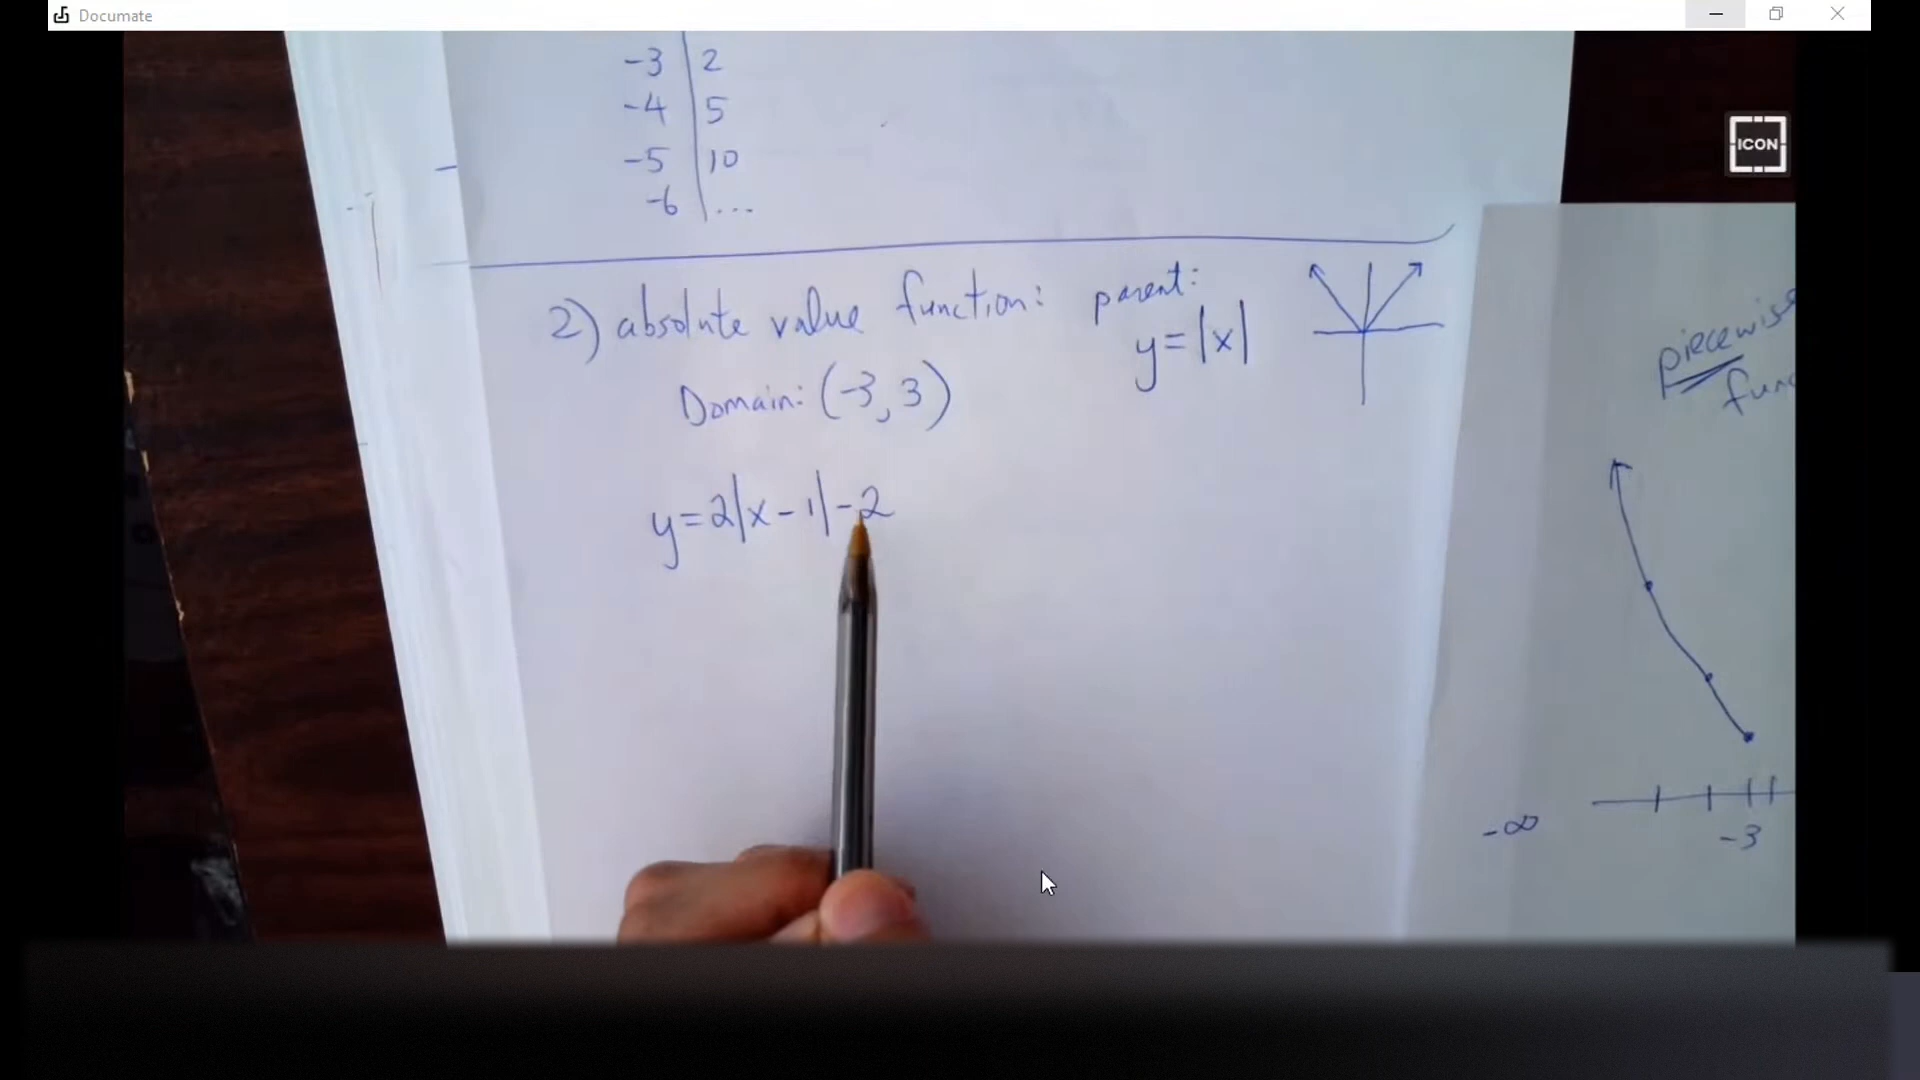 Documate
-3 2
-4 5
-5 10
-6 ...
ICON
2) absolute value function: parent:
y=|x|
Domain: (-3, 3)
y=2|x-1|-2
piecewise
func
-∞ -3